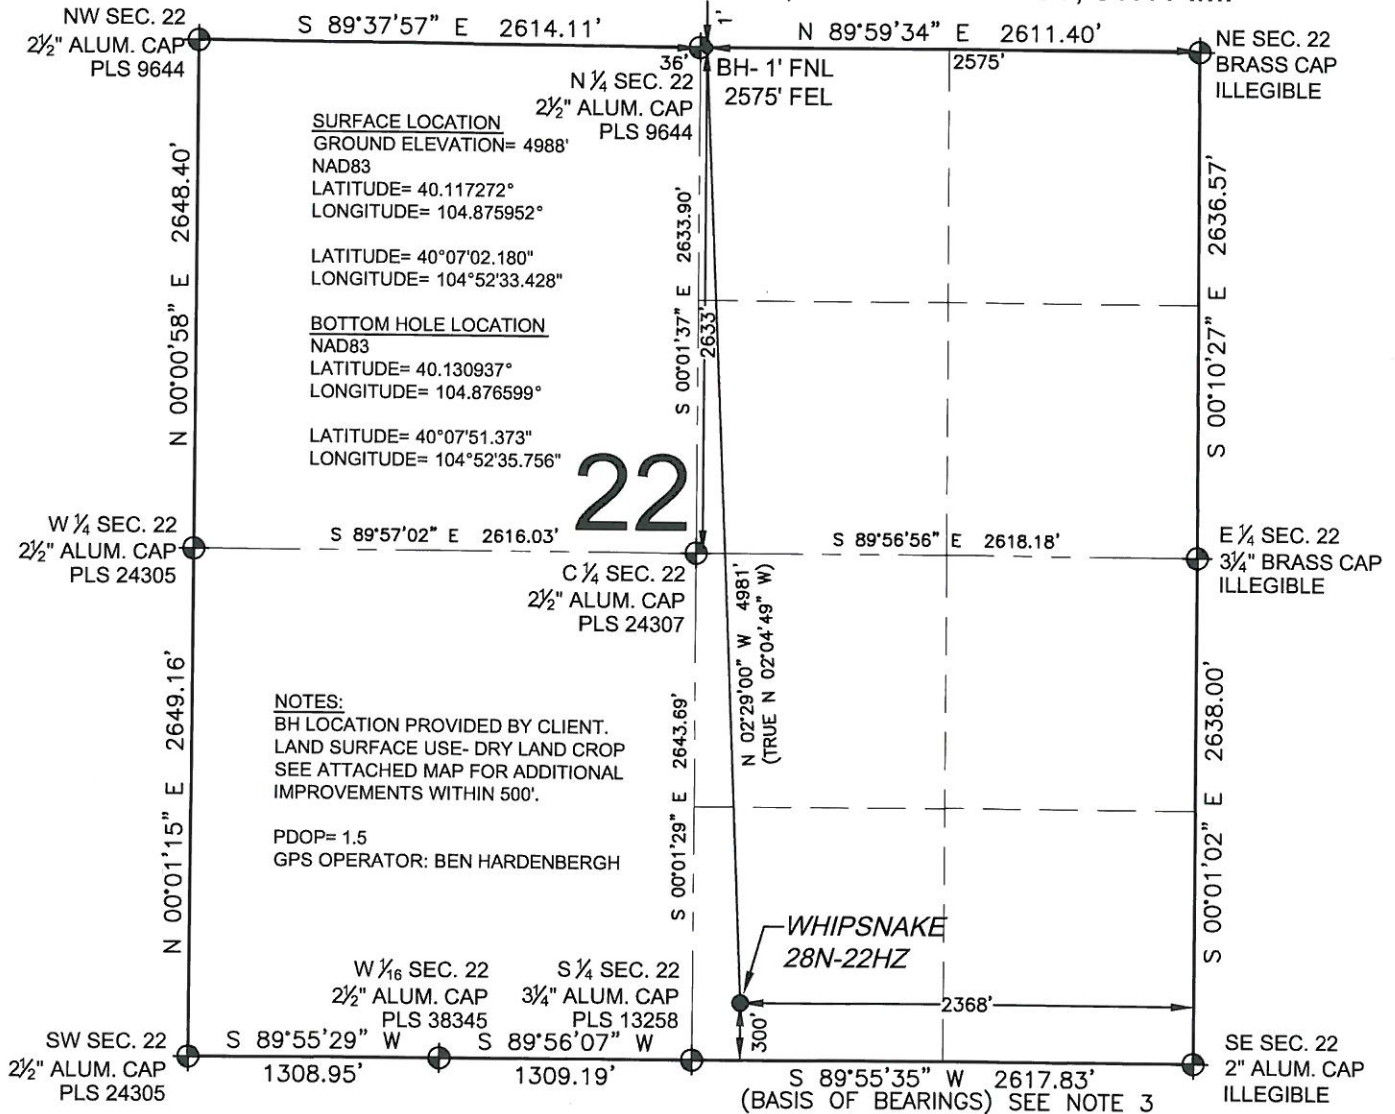 NW SEC. 22
2½" ALUM. CAP
PLS 9644
S 89°37'57" E 2614.11'
1'
N 89°59'34" E 2611.40'
NE SEC. 22
BRASS CAP
ILLEGIBLE
36'
N ¼ SEC. 22
2½" ALUM. CAP
PLS 9644
BH- 1' FNL
2575' FEL
2575'
SURFACE LOCATION
GROUND ELEVATION= 4988'
NAD83
LATITUDE= 40.117272°
LONGITUDE= 104.875952°
LATITUDE= 40°07'02.180"
LONGITUDE= 104°52'33.428"
BOTTOM HOLE LOCATION
NAD83
LATITUDE= 40.130937°
LONGITUDE= 104.876599°
LATITUDE= 40°07'51.373"
LONGITUDE= 104°52'35.756"
N 00°00'58" E 2648.40'
S 00°01'37" E 2633.90'
2633'
S 00°10'27" E 2636.57'
22
W ¼ SEC. 22
2½" ALUM. CAP
PLS 24305
S 89°57'02" E 2616.03'
S 89°56'56" E 2618.18'
E ¼ SEC. 22
3¼" BRASS CAP
ILLEGIBLE
C ¼ SEC. 22
2½" ALUM. CAP
PLS 24307
N 02°29'00" W 4981'
(TRUE N 02°04'49" W)
N 00°01'15" E 2649.16'
NOTES:
BH LOCATION PROVIDED BY CLIENT.
LAND SURFACE USE- DRY LAND CROP
SEE ATTACHED MAP FOR ADDITIONAL
IMPROVEMENTS WITHIN 500'.
PDOP= 1.5
GPS OPERATOR: BEN HARDENBERGH
S 00°01'29" E 2643.69'
S 00°01'02" E 2638.00'
WHIPSNAKE
28N-22HZ
2368'
300'
W 1/16 SEC. 22
2½" ALUM. CAP
PLS 38345
S ¼ SEC. 22
3¼" ALUM. CAP
PLS 13258
SW SEC. 22
2½" ALUM. CAP
PLS 24305
S 89°55'29" W
1308.95'
S 89°56'07" W
1309.19'
S 89°55'35" W 2617.83'
(BASIS OF BEARINGS) SEE NOTE 3
SE SEC. 22
2" ALUM. CAP
ILLEGIBLE